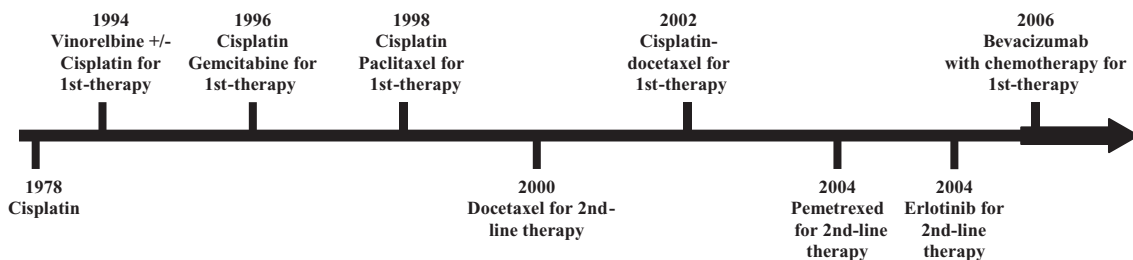 1994
Vinorelbine +/-
Cisplatin for
1st-therapy
1996
Cisplatin
Gemcitabine for
1st-therapy
1998
Cisplatin
Paclitaxel for
1st-therapy
2002
Cisplatin-
docetaxel for
1st-therapy
2006
Bevacizumab
with chemotherapy for
1st-therapy
1978
Cisplatin
2000
Docetaxel for 2nd-
line therapy
2004
Pemetrexed
for 2nd-line
therapy
2004
Erlotinib for
2nd-line
therapy